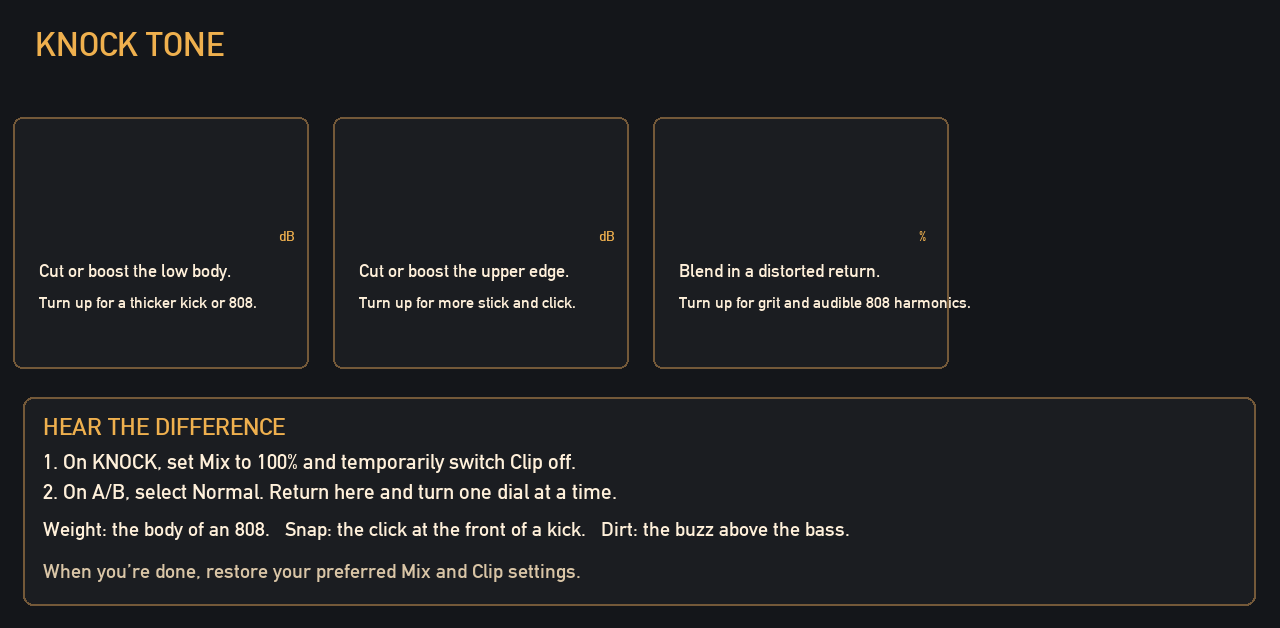 KNOCK TONE
dB
dB
%
Cut or boost the low body.
Turn up for a thicker kick or 808.
Cut or boost the upper edge.
Turn up for more stick and click.
Blend in a distorted return.
Turn up for grit and audible 808 harmonics.
HEAR THE DIFFERENCE
1. On KNOCK, set Mix to 100% and temporarily switch Clip off.
2. On A/B, select Normal. Return here and turn one dial at a time.
Weight: the body of an 808.   Snap: the click at the front of a kick.   Dirt: the buzz above the bass.
When you’re done, restore your preferred Mix and Clip settings.